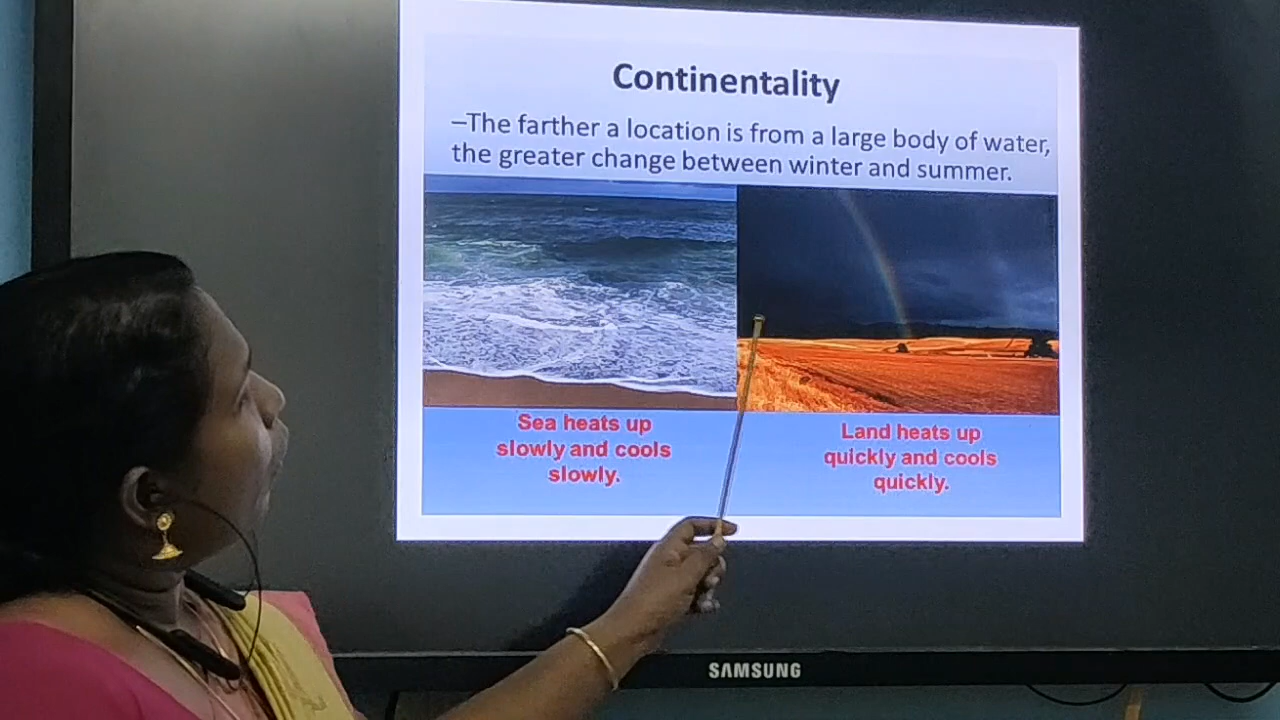 Continentality
–The farther a location is from a large body of water,
the greater change between winter and summer.
Sea heats up
slowly and cools
slowly.
Land heats up
quickly and cools
quickly.
SAMSUNG